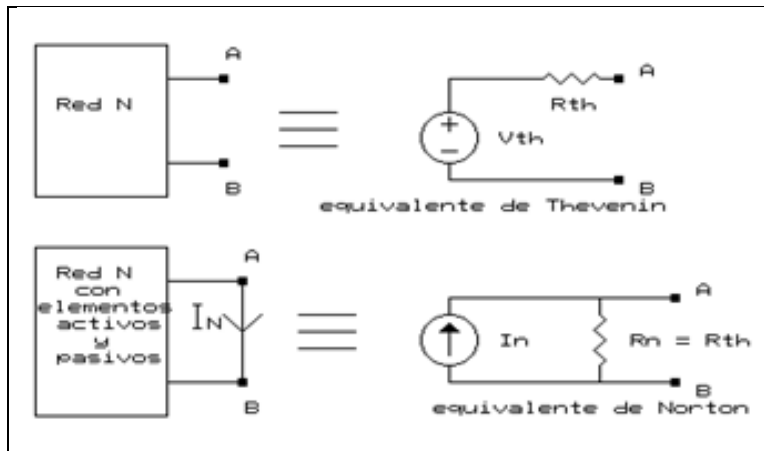 A
Red N
B
A
Rth
+
Vth
−
B
equivalente de Thevenin
Red N
con
elementos
activos
y
pasivos
A
IN
B
A
In
Rn = Rth
B
equivalente de Norton